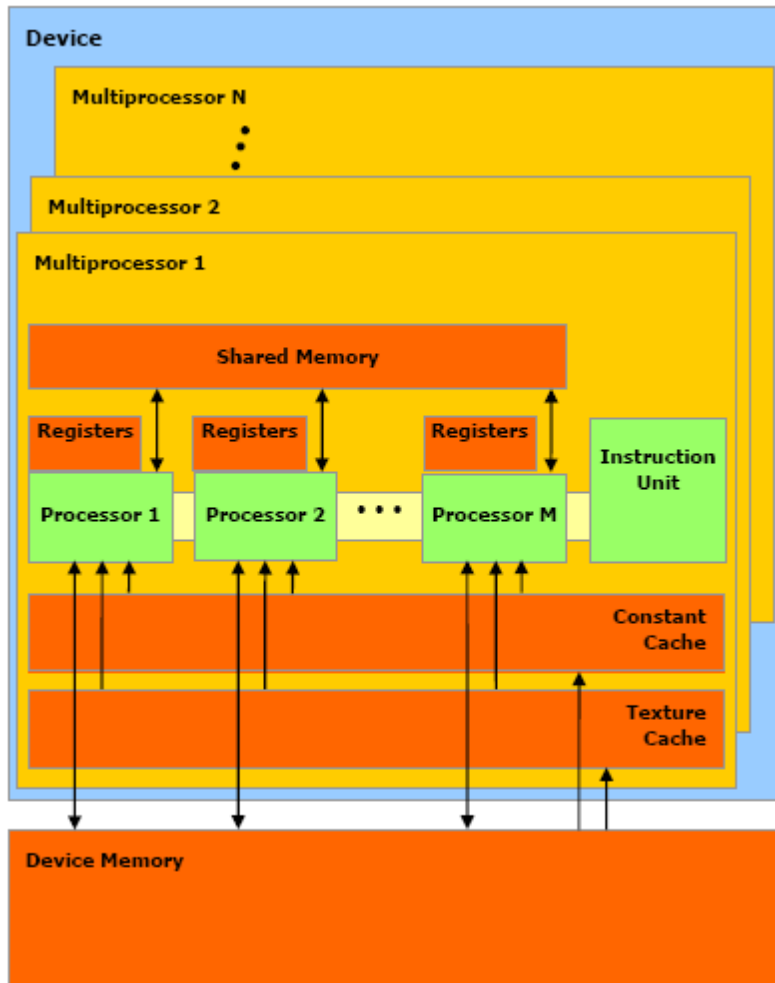 Device
Multiprocessor N
Multiprocessor 2
Multiprocessor 1
Shared Memory
Registers
Registers
Registers
Instruction
Unit
Processor 1
Processor 2
• • •
Processor M
Constant
Cache
Texture
Cache
Device Memory